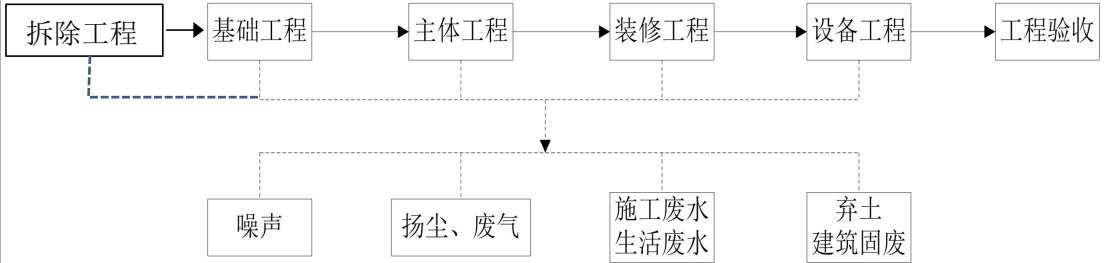 拆除工程
基础工程
主体工程
装修工程
设备工程
工程验收
噪声
扬尘、废气
施工废水
生活废水
弃土
建筑固废